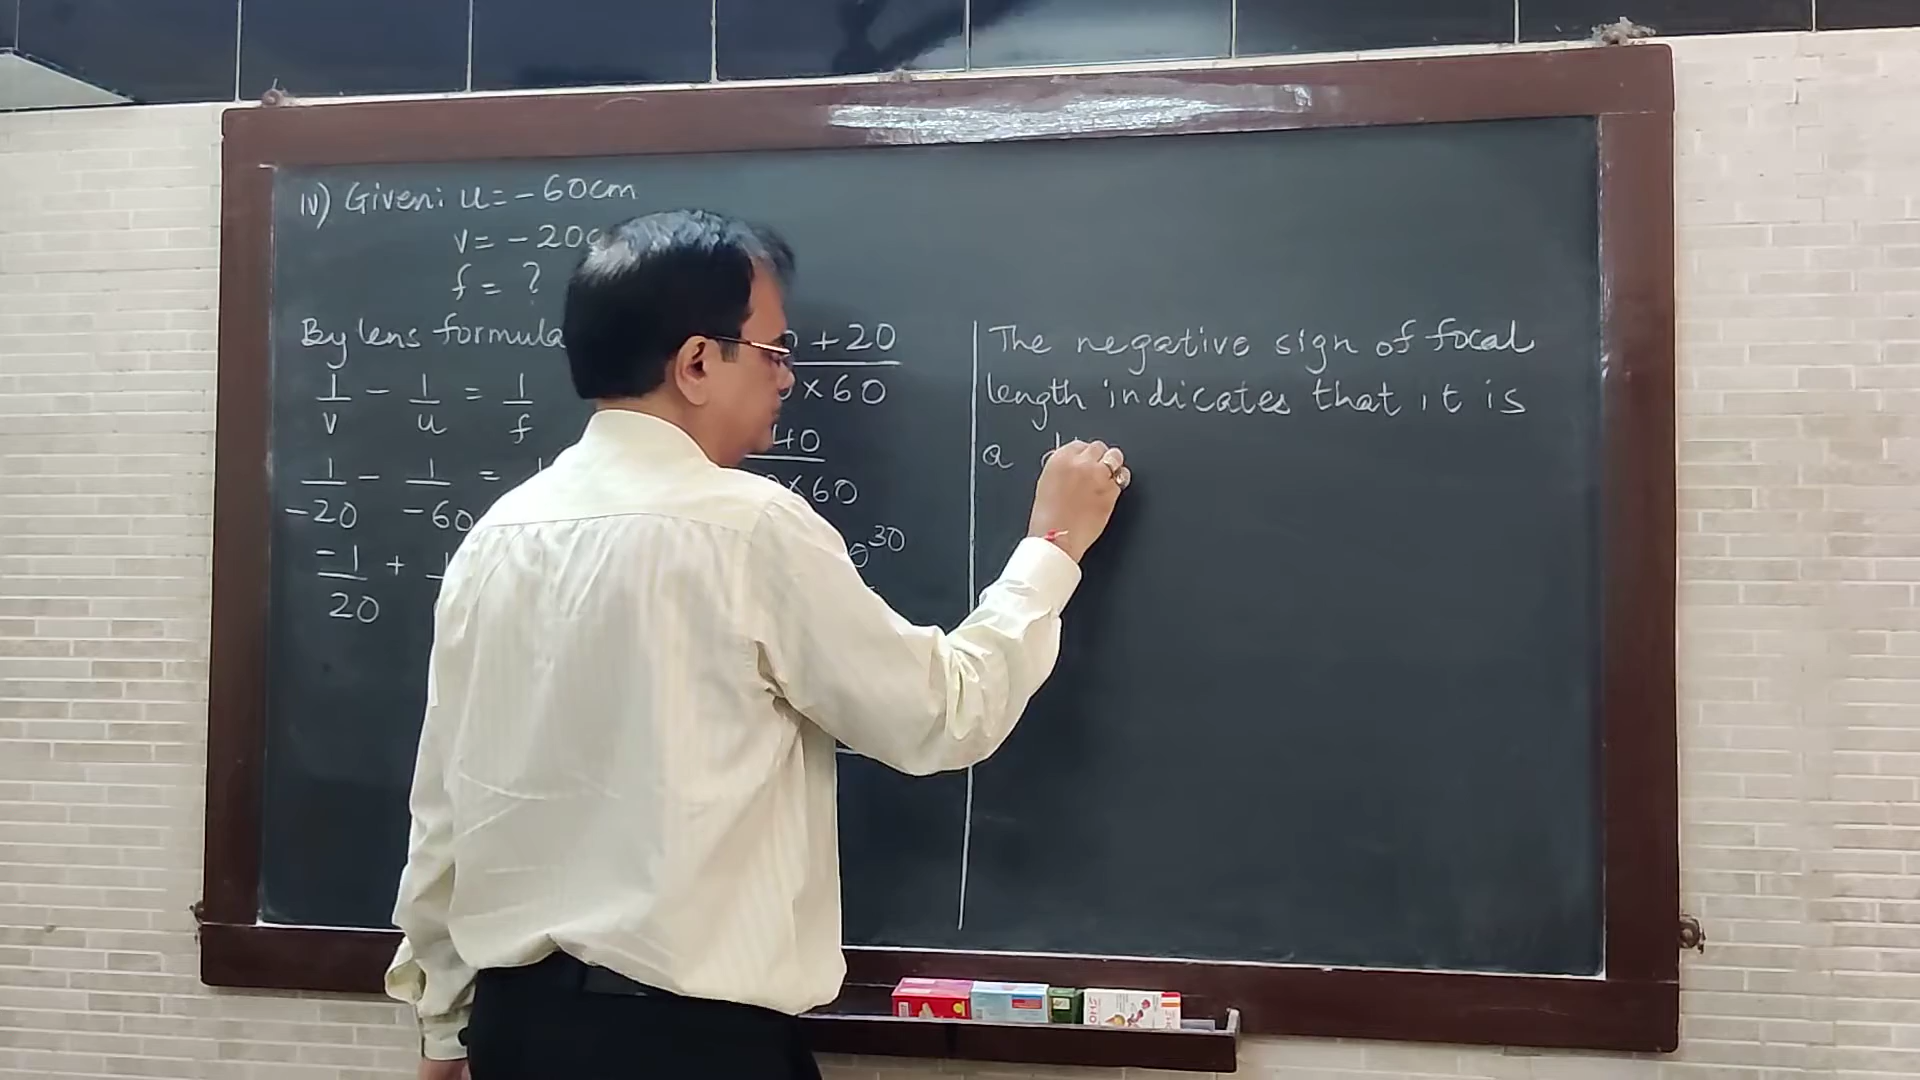 iv) Given: u = - 60cm
v = - 20
f = ?
By lens formula
1/v - 1/u = 1/f
1/-20 - 1/-60 =
-1/20 +
+ 20
× 60
40
×60
30
The negative sign of focal
length indicates that it is
a